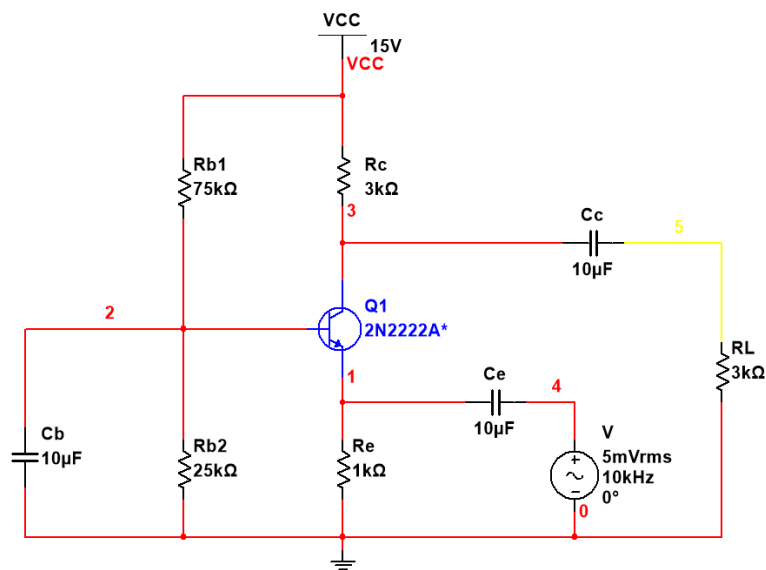 VCC
15V
VCC
Rb1
75kΩ
Rc
3kΩ
3
Cc
10µF
5
2
Q1
2N2222A*
1
Ce
10µF
4
RL
3kΩ
Cb
10µF
Rb2
25kΩ
Re
1kΩ
V
5mVrms
10kHz
0°
0